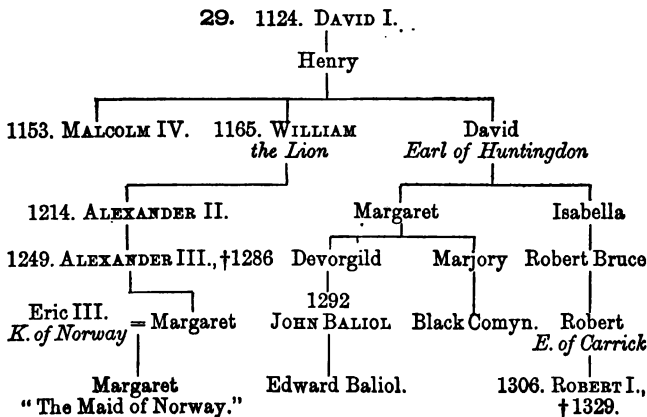 29. 1124. DAVID I.
Henry
1153. MALCOLM IV. 1165. WILLIAM David
the Lion Earl of Huntingdon
1214. ALEXANDER II. Margaret Isabella
1249. ALEXANDER III., †1286 Devorgild Marjory Robert Bruce
1292
Eric III. = Margaret JOHN BALIOL Black Comyn. Robert
K. of Norway E. of Carrick
Margaret Edward Baliol. 1306. ROBERT I.,
"The Maid of Norway." †1329.